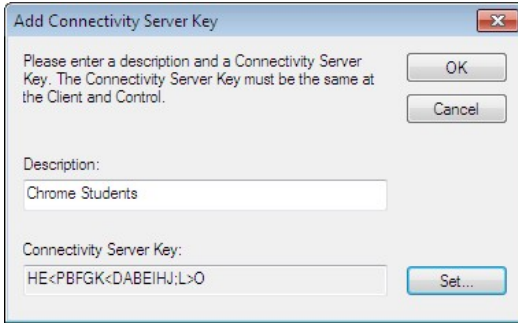 Add Connectivity Server Key
Please enter a description and a Connectivity Server
Key. The Connectivity Server Key must be the same at
the Client and Control.
OK
Cancel
Description:
Chrome Students
Connectivity Server Key:
HE<PBFGK<DABEIHJ;L>O
Set...